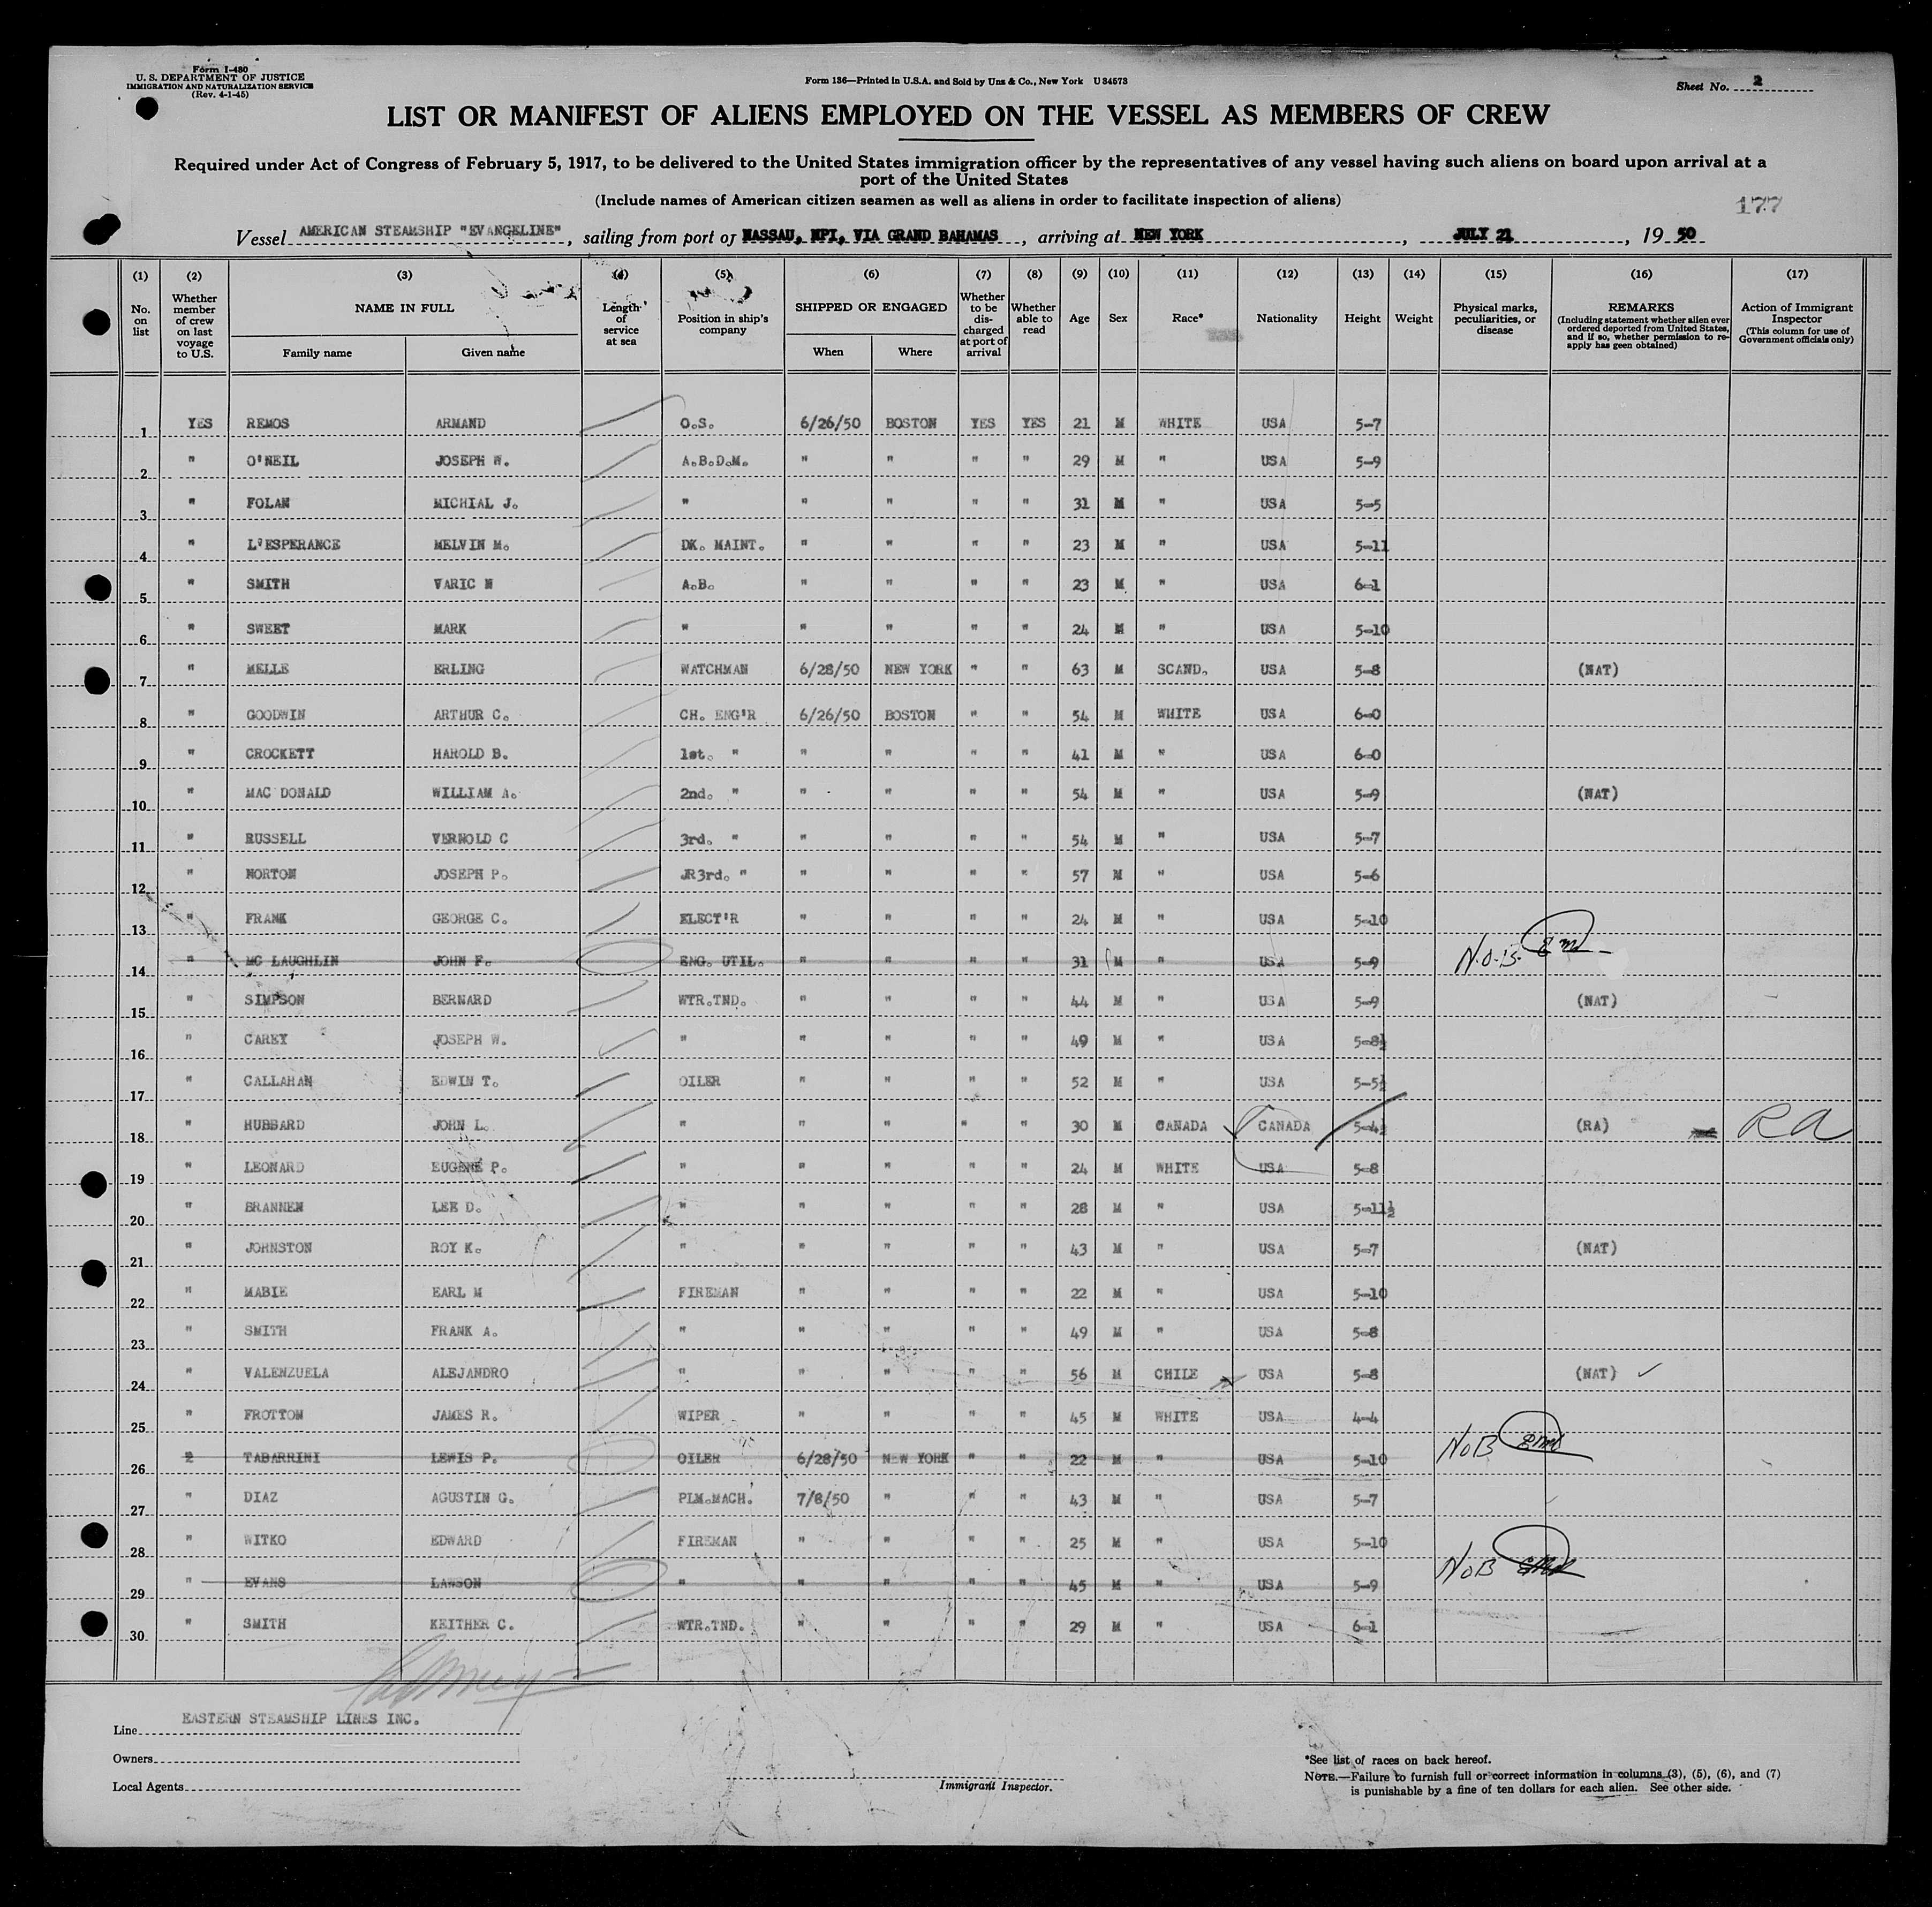 Form I-480
U. S. DEPARTMENT OF JUSTICE
IMMIGRATION AND NATURALIZATION SERVICE
(Rev. 4-1-45)
Form 136—Printed in U.S.A. and Sold by Unz & Co., New York U 34573
Sheet No. 2
LIST OR MANIFEST OF ALIENS EMPLOYED ON THE VESSEL AS MEMBERS OF CREW
Required under Act of Congress of February 5, 1917, to be delivered to the United States immigration officer by the representatives of any vessel having such aliens on board upon arrival at a
port of the United States
(Include names of American citizen seamen as well as aliens in order to facilitate inspection of aliens)
177
Vessel AMERICAN STEAMSHIP "EVANGELINE", sailing from port of NASSAU, NPI, VIA GRAND BAHAMAS, arriving at NEW YORK, JULY 21, 19 50
(1) (2) (3) (4) (5) (6) (7) (8) (9) (10) (11) (12) (13) (14) (15) (16) (17)
No. on list
Whether member of crew on last voyage to U.S.
NAME IN FULL
Family name Given name
Length of service at sea
Position in ship's company
SHIPPED OR ENGAGED
When Where
Whether to be discharged at port of arrival
Whether able to read
Age Sex Race* Nationality Height Weight
Physical marks, peculiarities, or disease
REMARKS
(Including statement whether alien ever ordered deported from United States, and if so, whether permission to re-apply has geen obtained)
Action of Immigrant Inspector
(This column for use of Government officials only)
1 YES REMOS ARMAND O.S. 6/26/50 BOSTON YES YES 21 M WHITE USA 5-7
2 " O'NEIL JOSEPH W. A.B.D.M. " " " " 29 M " USA 5-9
3 " FOLAN MICHIAL J. " " " " " 31 M " USA 5-5
4 " L'ESPERANCE MELVIN M. DK. MAINT. " " " " 23 M " USA 5-11
5 " SMITH VARIC N A.B. " " " " 23 M " USA 6-1
6 " SWEET MARK " " " " " 24 M " USA 5-10
7 " MELLE ERLING WATCHMAN 6/28/50 NEW YORK " " 63 M SCAND. USA 5-8 (NAT)
8 " GOODWIN ARTHUR C. CH. ENG'R 6/26/50 BOSTON " " 54 M WHITE USA 6-0
9 " CROCKETT HAROLD B. 1st. " " " " " 41 M " USA 6-0
10 " MAC DONALD WILLIAM A. 2nd. " " " " " 54 M " USA 5-9 (NAT)
11 " RUSSELL VERNOLD C 3rd. " " " " " 54 M " USA 5-7
12 " NORTON JOSEPH P. JR3rd. " " " " " 57 M " USA 5-6
13 " FRANK GEORGE C. ELECT'R " " " " 24 M " USA 5-10
14 " MC LAUGHLIN JOHN F. ENG. UTIL. " " " " 31 M " USA 5-9 N.O.B.
15 " SIMPSON BERNARD WTR.TND. " " " " 44 M " USA 5-9 (NAT)
16 " CAREY JOSEPH W. " " " " " 49 M " USA 5-8½
17 " CALLAHAN EDWIN T. OILER " " " " 52 M " USA 5-5½
18 " HUBBARD JOHN L. " " " " " 30 M CANADA CANADA 5-4½ (RA) RA
19 " LEONARD EUGENE P. " " " " " 24 M WHITE USA 5-8
20 " BRANNEN LEE D. " " " " " 28 M " USA 5-11½
21 " JOHNSTON ROY K. " " " " " 43 M " USA 5-7 (NAT)
22 " MABIE EARL M FIREMAN " " " " 22 M " USA 5-10
23 " SMITH FRANK A. " " " " " 49 M " USA 5-8
24 " VALENZUELA ALEJANDRO " " " " " 56 M CHILE USA 5-8 (NAT)
25 " FROTTON JAMES R. WIPER " " " " 45 M WHITE USA 4-4
26 2 TABARRINI LEWIS P. OILER 6/28/50 NEW YORK " " 22 M " USA 5-10 NOB
27 " DIAZ AGUSTIN G. PLM.MACH. 7/8/50 " " " 43 M " USA 5-7
28 " WITKO EDWARD FIREMAN " " " " 25 M " USA 5-10
29 " EVANS LAWSON " " " " " 45 M " USA 5-9 NOB
30 " SMITH KEITHER C. WTR.TND. " " " " 29 M " USA 6-1
Line EASTERN STEAMSHIP LINES INC.
Owners
Local Agents
Immigrant Inspector.
*See list of races on back hereof.
NOTE.—Failure to furnish full or correct information in columns (3), (5), (6), and (7)
is punishable by a fine of ten dollars for each alien. See other side.